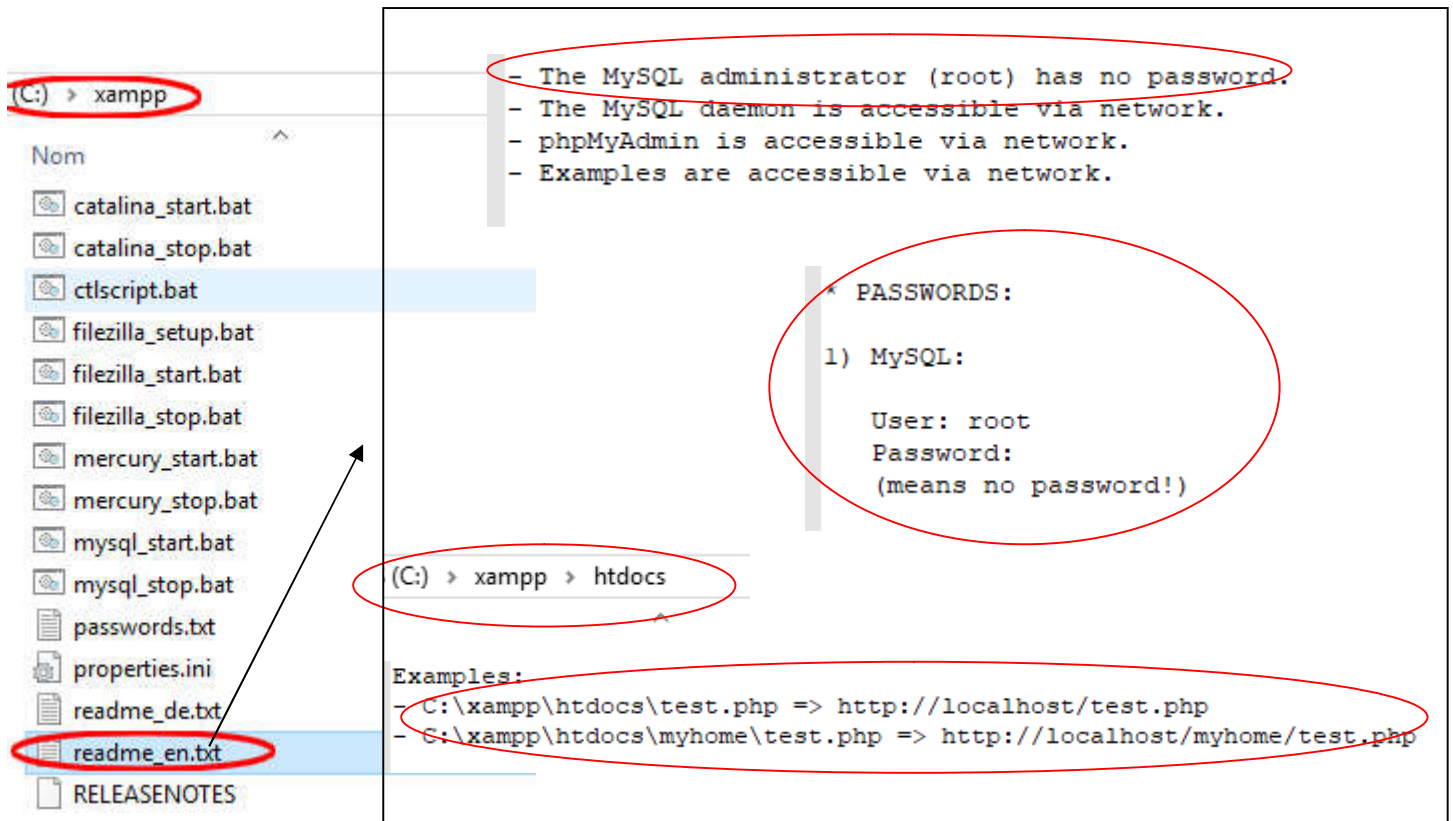 (C:) > xampp
Nom
catalina_start.bat
catalina_stop.bat
ctlscript.bat
filezilla_setup.bat
filezilla_start.bat
filezilla_stop.bat
mercury_start.bat
mercury_stop.bat
mysql_start.bat
mysql_stop.bat
passwords.txt
properties.ini
readme_de.txt
readme_en.txt
RELEASENOTES
- The MySQL administrator (root) has no password.
- The MySQL daemon is accessible via network.
- phpMyAdmin is accessible via network.
- Examples are accessible via network.
* PASSWORDS:
1) MySQL:
User: root
Password:
(means no password!)
(C:) > xampp > htdocs
Examples:
- C:\xampp\htdocs\test.php => http://localhost/test.php
- C:\xampp\htdocs\myhome\test.php => http://localhost/myhome/test.php